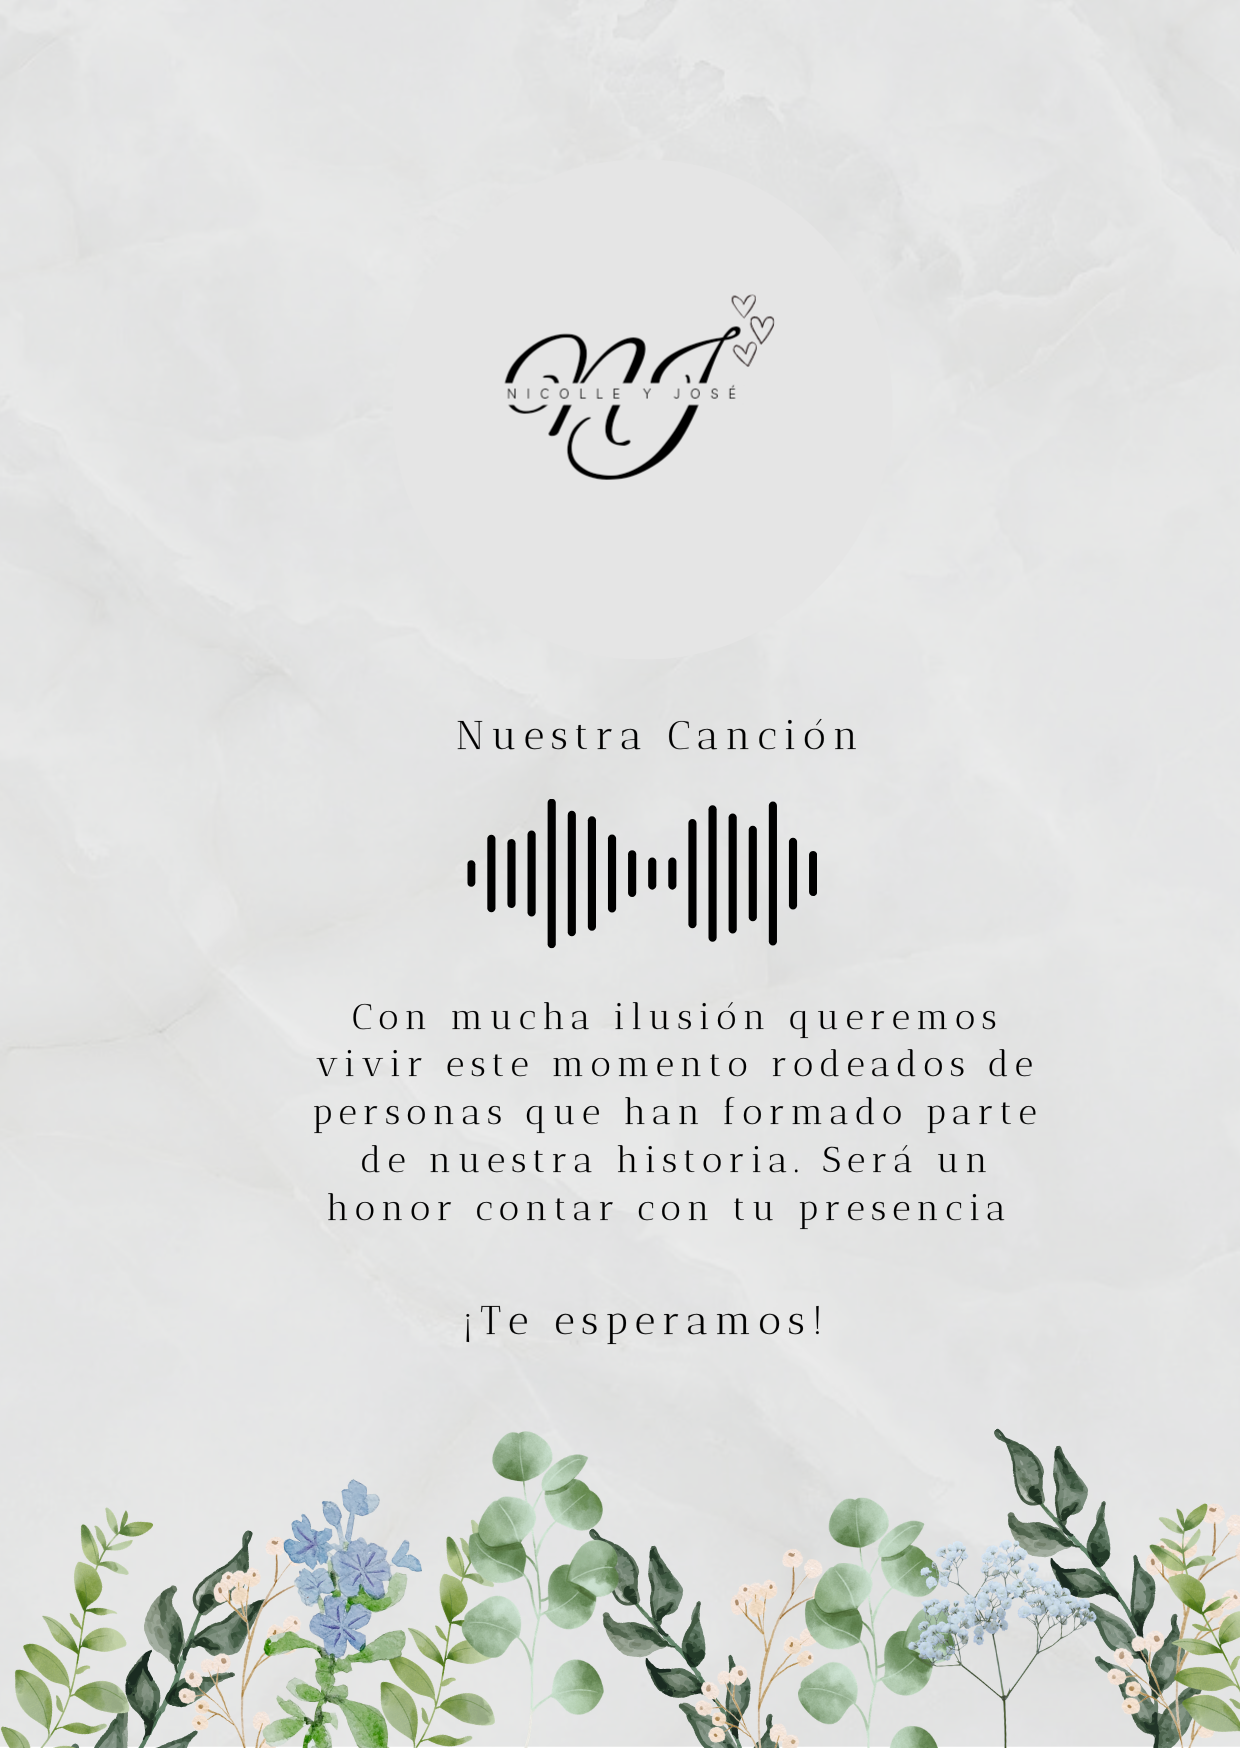 NJ
NICOLLE Y JOSÉ
Nuestra Canción
Con mucha ilusión queremos
vivir este momento rodeados de
personas que han formado parte
de nuestra historia. Será un
honor contar con tu presencia
¡Te esperamos!